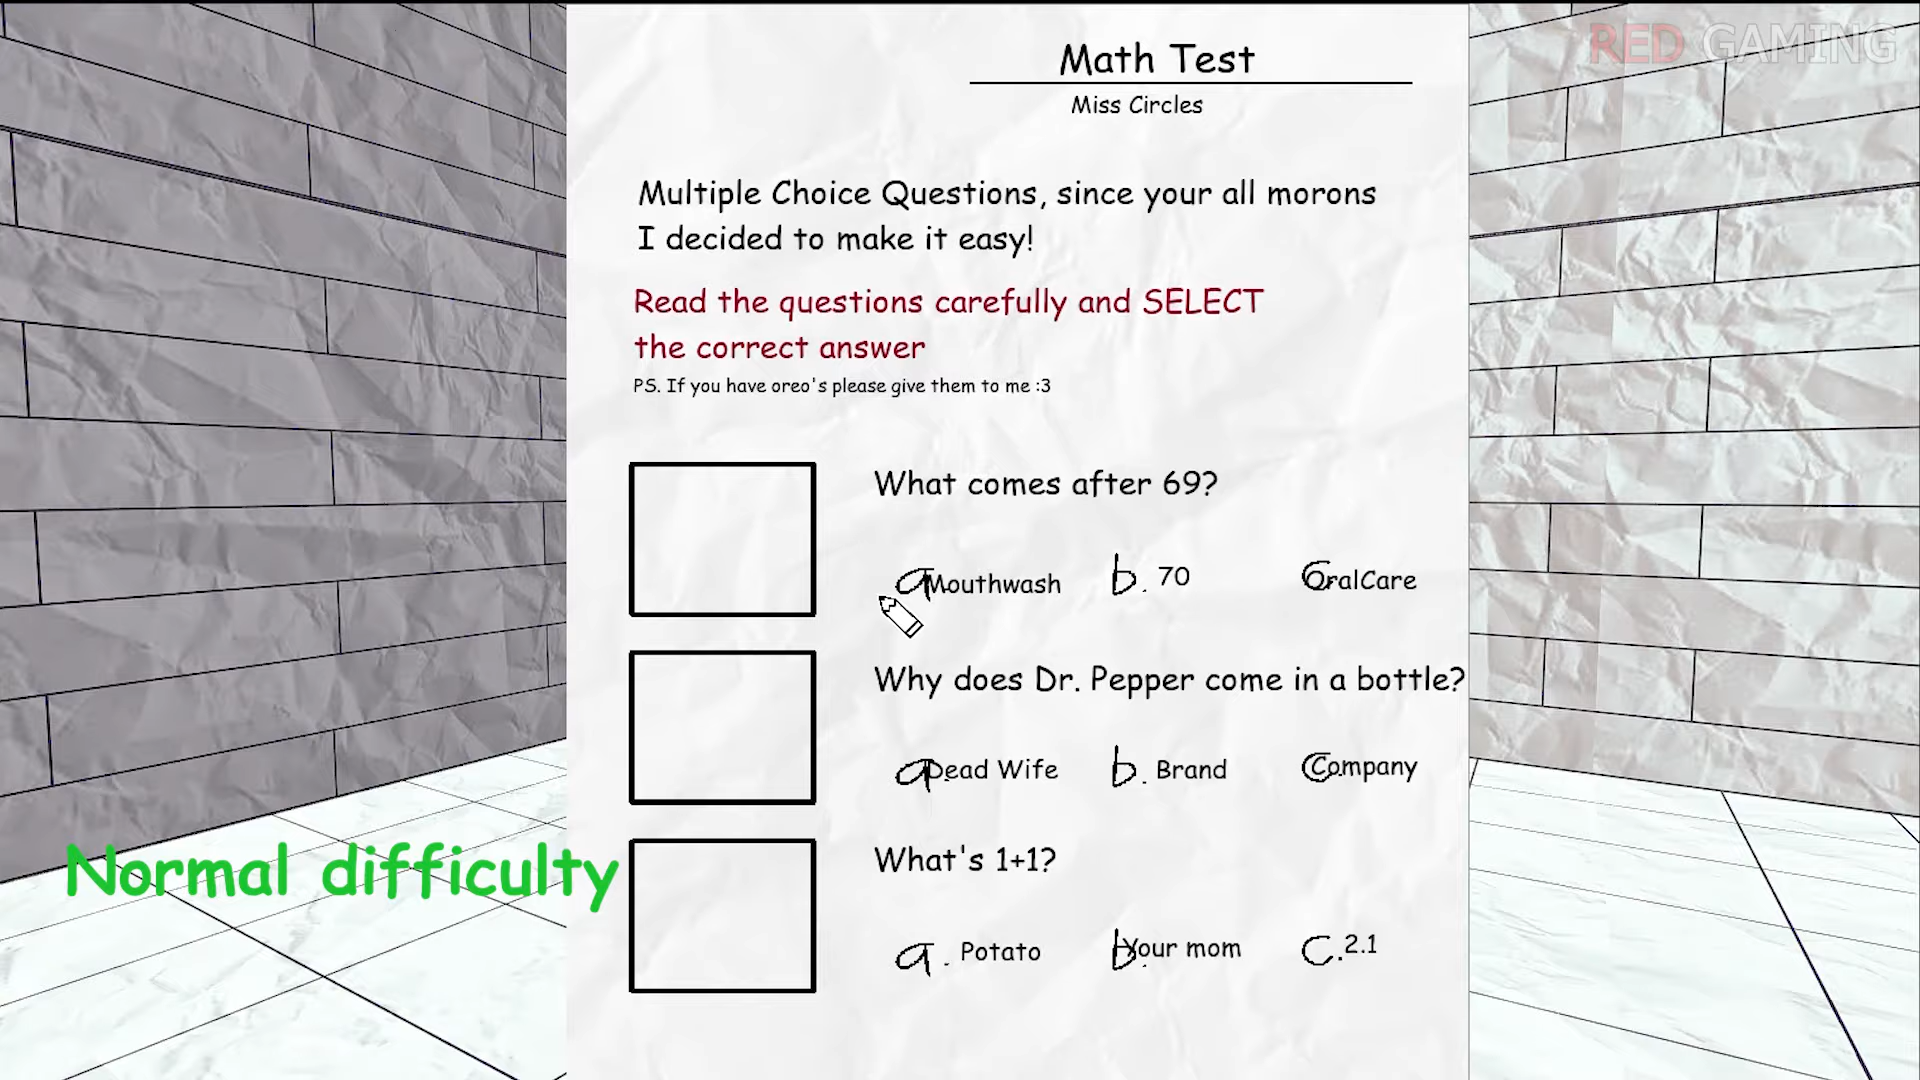 RED GAMING
Math Test
Miss Circles
Multiple Choice Questions, since your all morons
I decided to make it easy!
Read the questions carefully and SELECT
the correct answer
PS. If you have oreo's please give them to me :3
What comes after 69?
a. Mouthwash b. 70 c. OralCare
Why does Dr. Pepper come in a bottle?
a. Dead Wife b. Brand c. Company
What's 1+1?
a. Potato b. Your mom c. 2.1
Normal difficulty